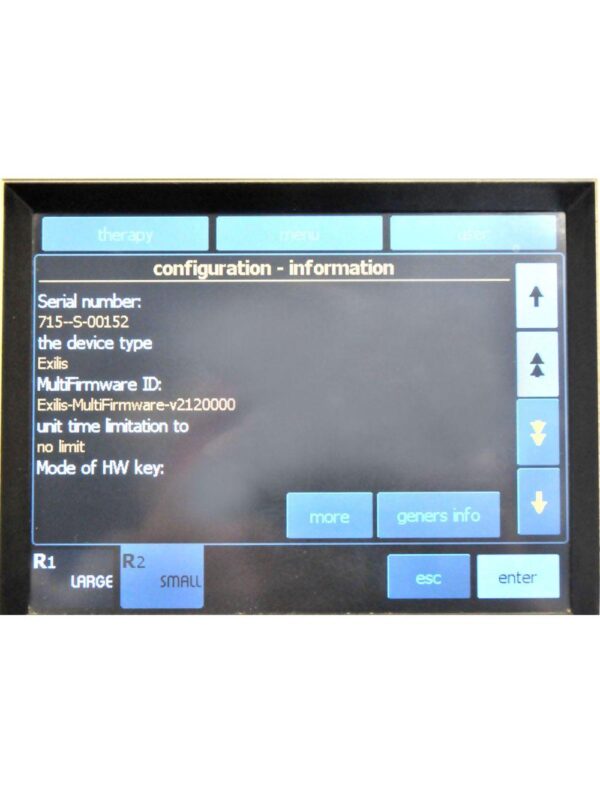 therapy
menu
user
configuration - information
Serial number:
715--S-00152
the device type
Exilis
MultiFirmware ID:
Exilis-MultiFirmware-v2120000
unit time limitation to
no limit
Mode of HW key:
more
geners info
R1
LARGE
R2
SMALL
esc
enter